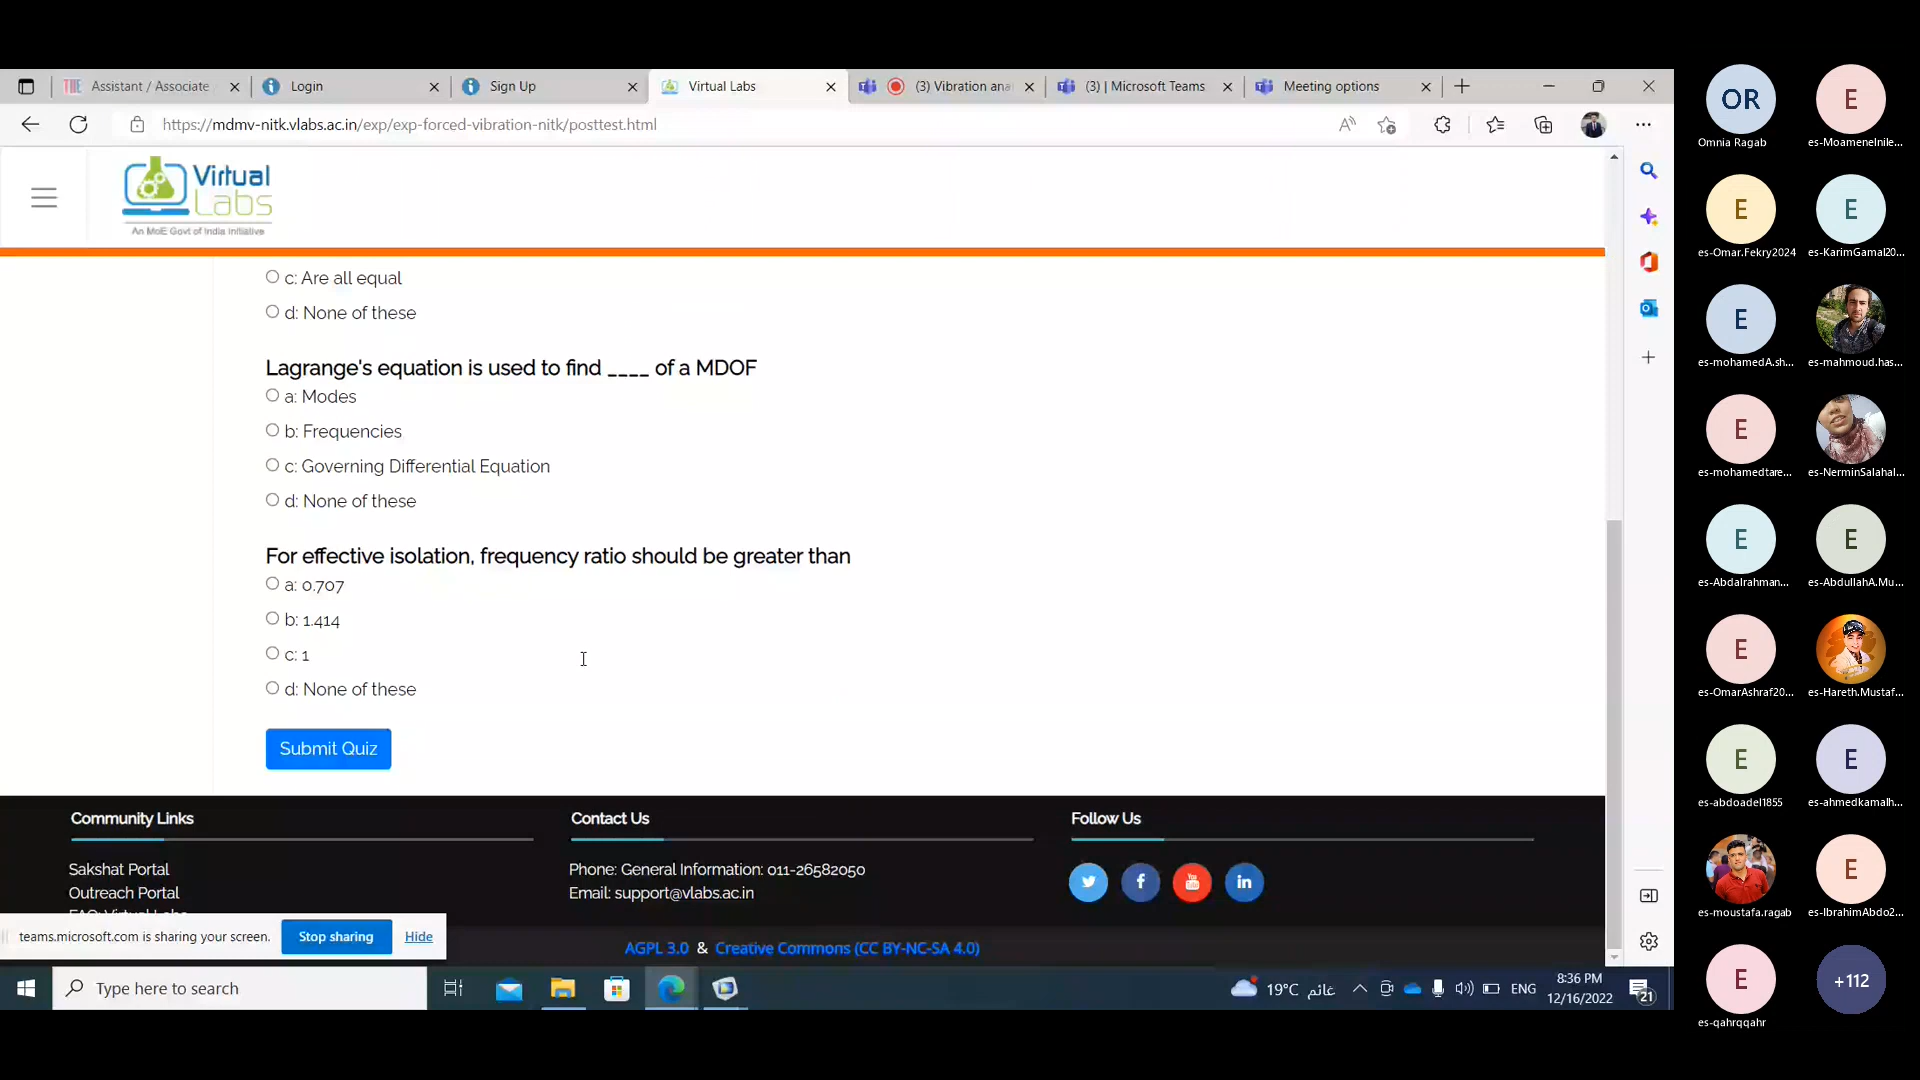 Assistant / Associate
Login
Sign Up
Virtual Labs
(3) Vibration ana
(3) | Microsoft Teams
Meeting options
https://mdmv-nitk.vlabs.ac.in/exp/exp-forced-vibration-nitk/posttest.html
Virtual
Labs
An MoE Govt of India Initiative
c: Are all equal
d: None of these
Lagrange's equation is used to find ____ of a MDOF
a: Modes
b: Frequencies
c: Governing Differential Equation
d: None of these
For effective isolation, frequency ratio should be greater than
a: 0.707
b: 1.414
c: 1
d: None of these
Submit Quiz
Community Links
Contact Us
Follow Us
Sakshat Portal
Outreach Portal
FAQ: Virtual Labs
Phone: General Information: 011-26582050
Email: support@vlabs.ac.in
AGPL 3.0 & Creative Commons (CC BY-NC-SA 4.0)
teams.microsoft.com is sharing your screen.
Stop sharing
Hide
Type here to search
19°C غائم
ENG
8:36 PM
12/16/2022
21
OR
Omnia Ragab
E
es-Moamenelnile...
E
es-Omar.Fekry2024
E
es-KarimGamal20...
E
es-mohamedA.sh...
es-mahmoud.has...
E
es-mohamedtare...
es-NerminSalahal...
E
es-Abdalrahman...
E
es-AbdullahA.Mu...
E
es-OmarAshraf20...
es-Hareth.Mustaf...
E
es-abdoadel1855
E
es-ahmedkamalh...
es-moustafa.ragab
E
es-IbrahimAbdo2...
E
es-qahrqqahr
+112